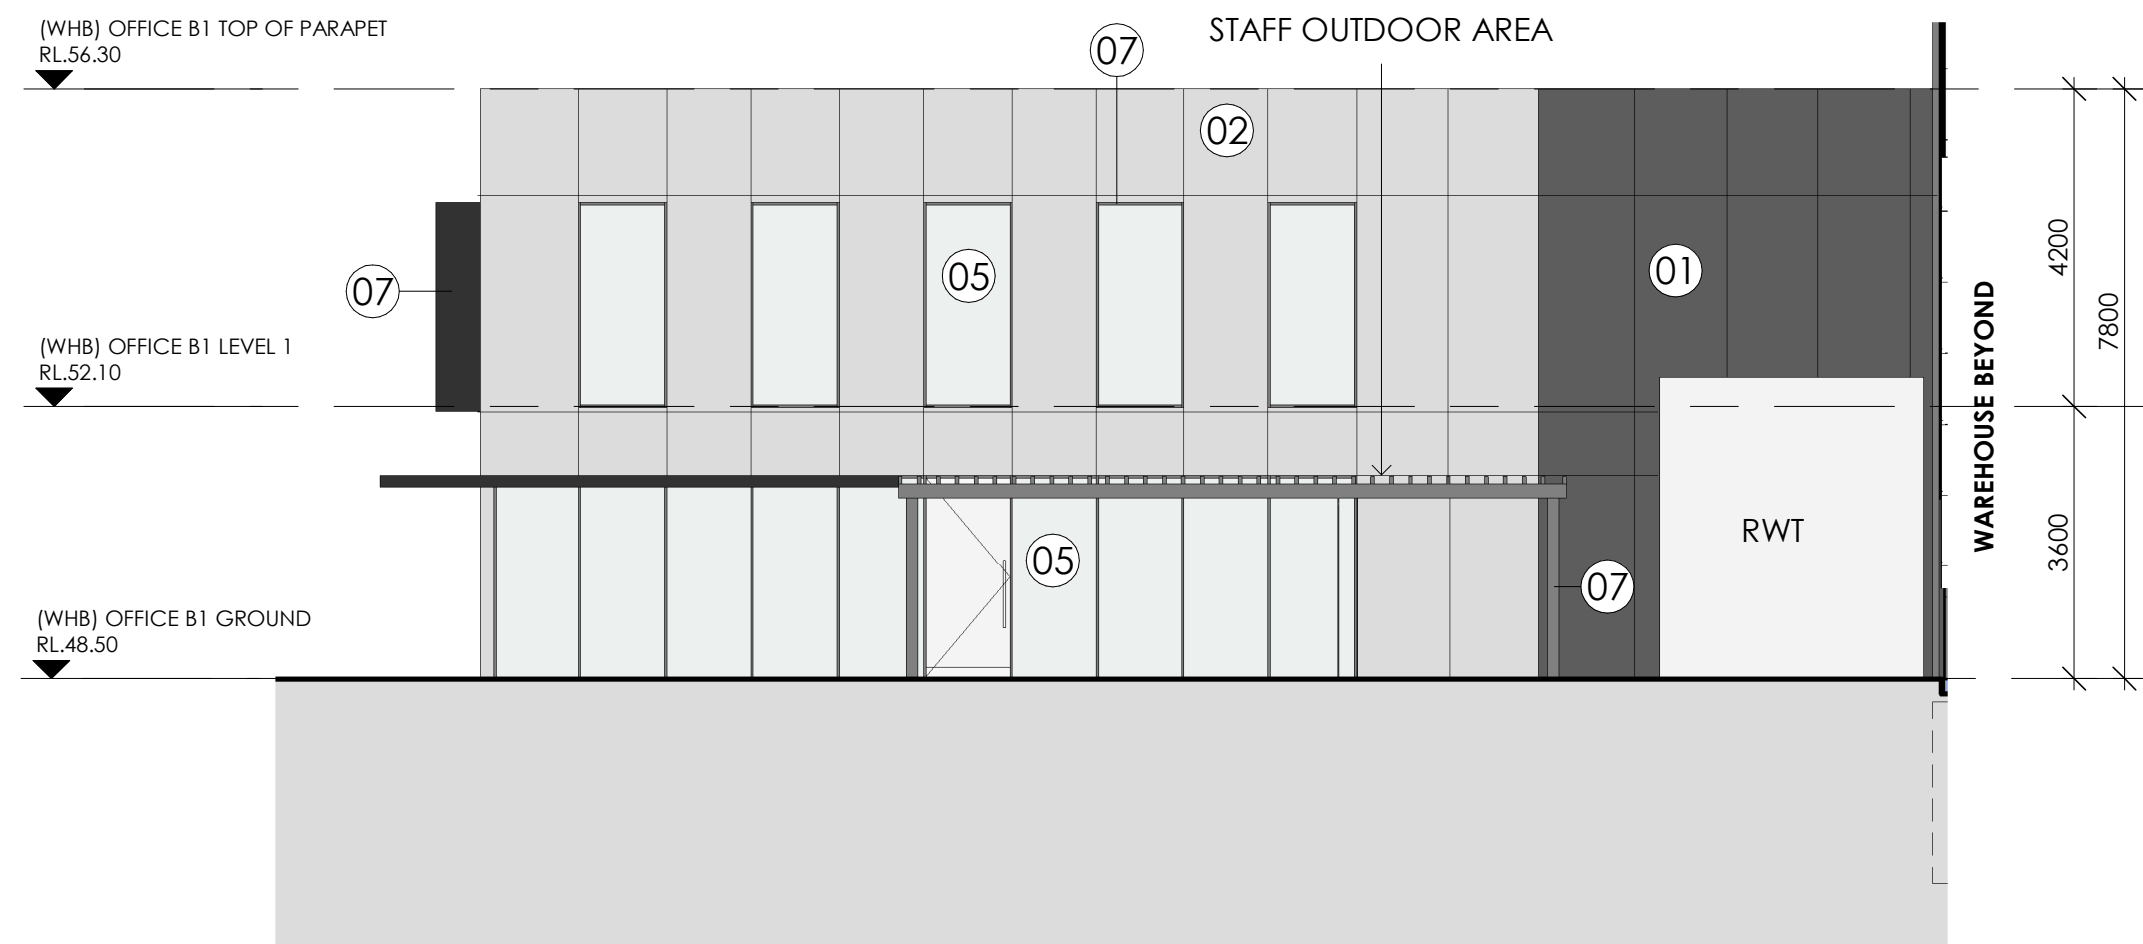 (WHB) OFFICE B1 TOP OF PARAPET
RL.56.30
STAFF OUTDOOR AREA
07
02
05
01
07
(WHB) OFFICE B1 LEVEL 1
RL.52.10
4200
7800
WAREHOUSE BEYOND
RWT
05
07
3600
(WHB) OFFICE B1 GROUND
RL.48.50